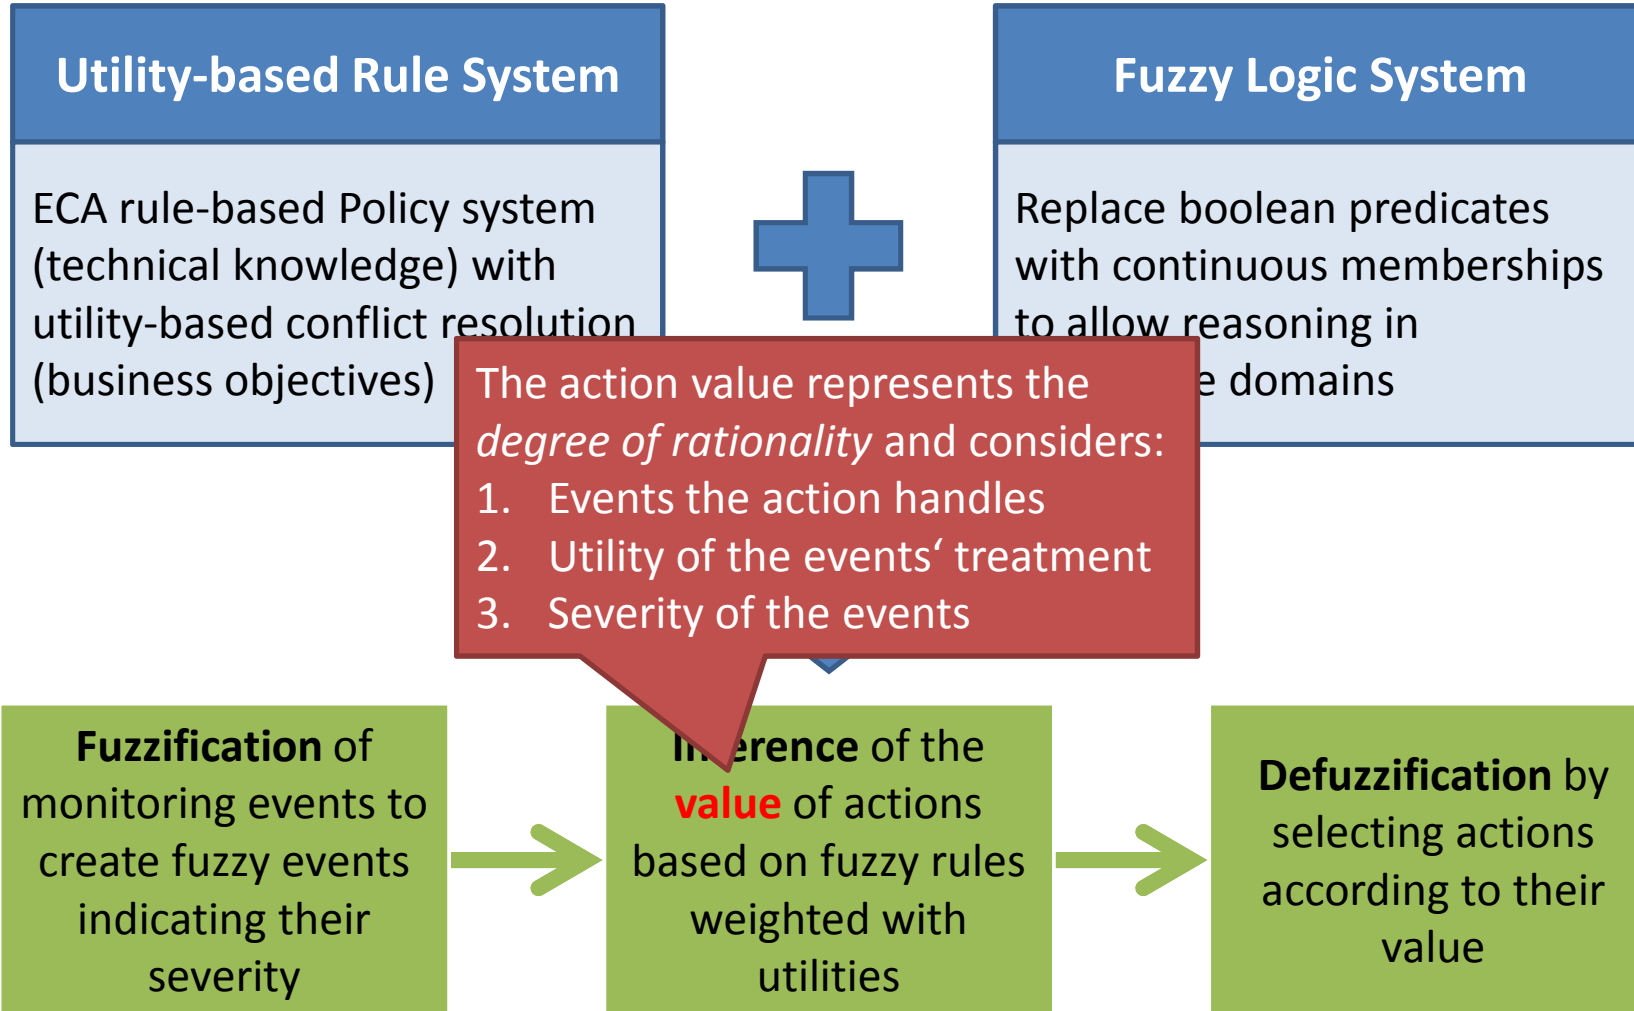 Utility-based Rule System
ECA rule-based Policy system
(technical knowledge) with
utility-based conflict resolution
(business objectives)
Fuzzy Logic System
Replace boolean predicates
with continuous memberships
to allow reasoning in
domains
The action value represents the
degree of rationality and considers:
1. Events the action handles
2. Utility of the events‘ treatment
3. Severity of the events
Fuzzification of
monitoring events to
create fuzzy events
indicating their
severity
of the
value of actions
based on fuzzy rules
weighted with
utilities
Defuzzification by
selecting actions
according to their
value